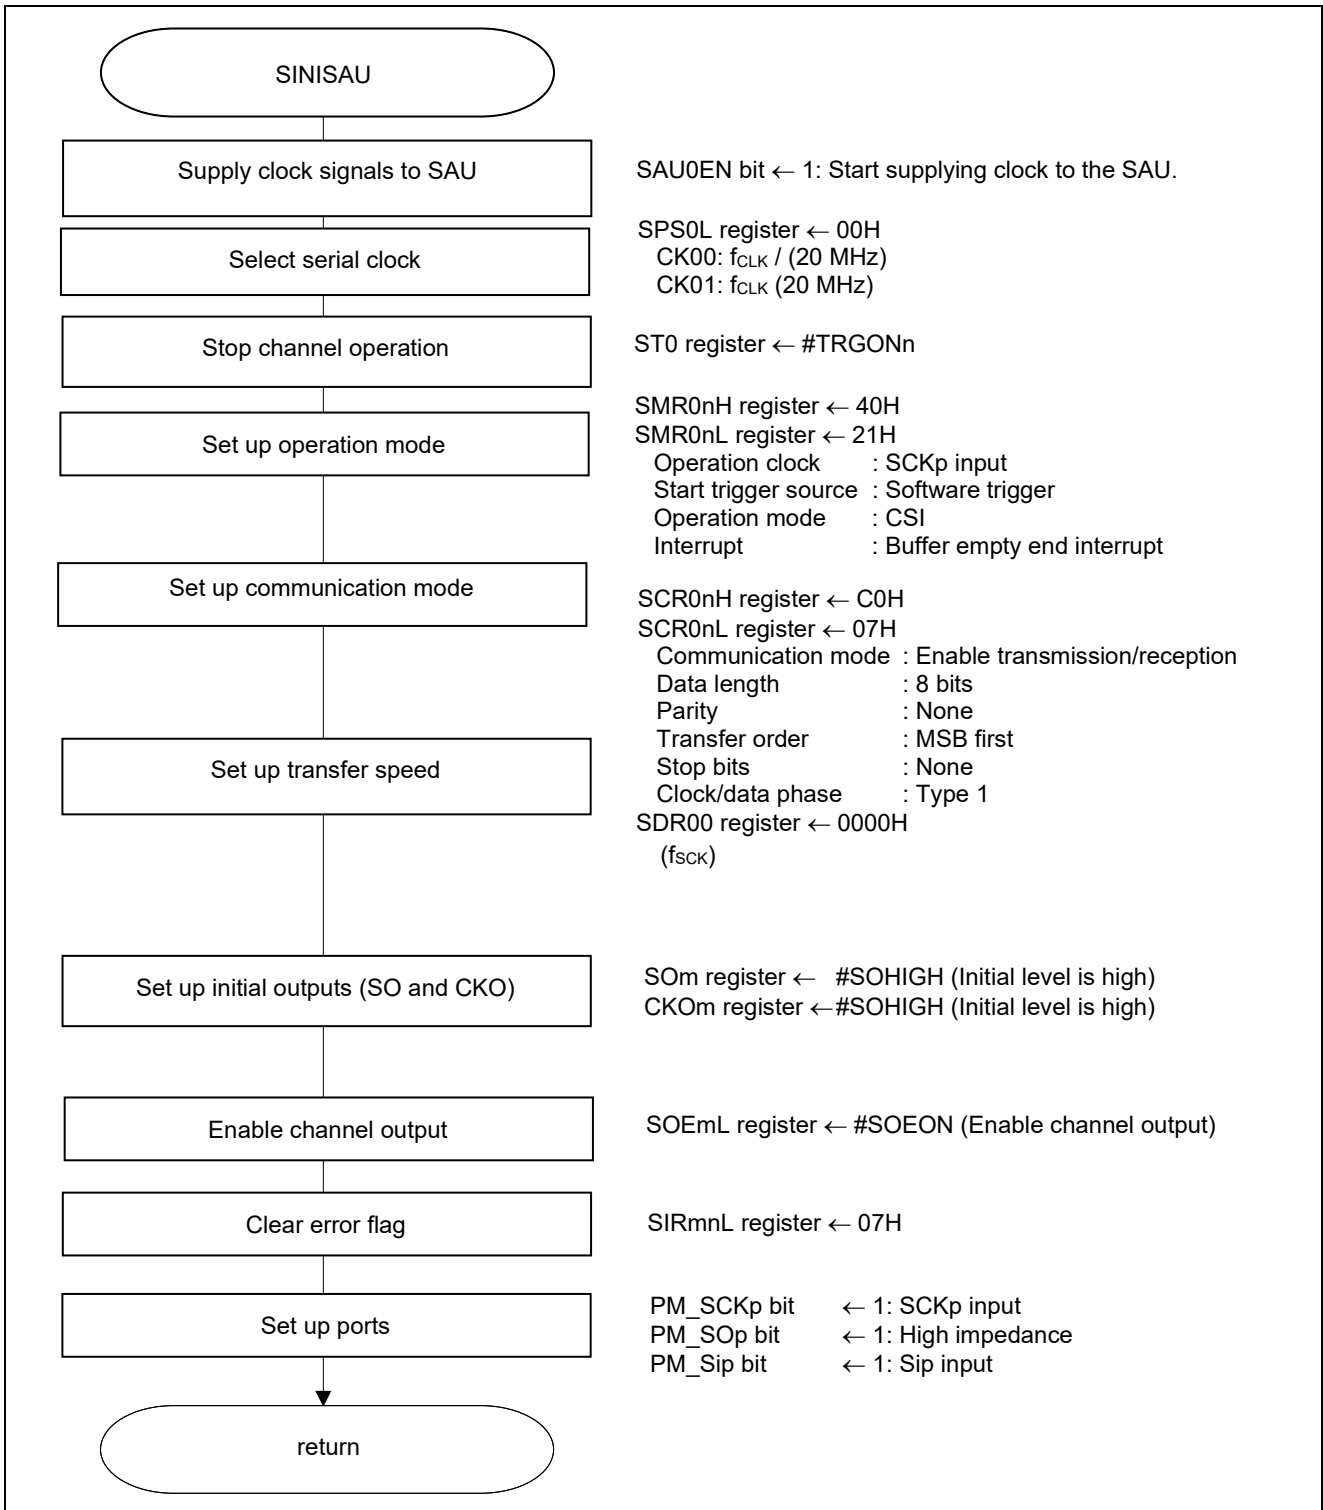 SINISAU
Supply clock signals to SAU
SAU0EN bit ← 1: Start supplying clock to the SAU.
Select serial clock
SPS0L register ← 00H
CK00: fCLK / (20 MHz)
CK01: fCLK (20 MHz)
Stop channel operation
ST0 register ← #TRGONn
Set up operation mode
SMR0nH register ← 40H
SMR0nL register ← 21H
Operation clock : SCKp input
Start trigger source : Software trigger
Operation mode : CSI
Interrupt : Buffer empty end interrupt
Set up communication mode
SCR0nH register ← C0H
SCR0nL register ← 07H
Communication mode : Enable transmission/reception
Data length : 8 bits
Parity : None
Transfer order : MSB first
Stop bits : None
Clock/data phase : Type 1
Set up transfer speed
SDR00 register ← 0000H
(fSCK)
Set up initial outputs (SO and CKO)
SOm register ← #SOHIGH (Initial level is high)
CKOm register ← #SOHIGH (Initial level is high)
Enable channel output
SOEmL register ← #SOEON (Enable channel output)
Clear error flag
SIRmnL register ← 07H
Set up ports
PM_SCKp bit ← 1: SCKp input
PM_SOp bit ← 1: High impedance
PM_Sip bit ← 1: Sip input
return